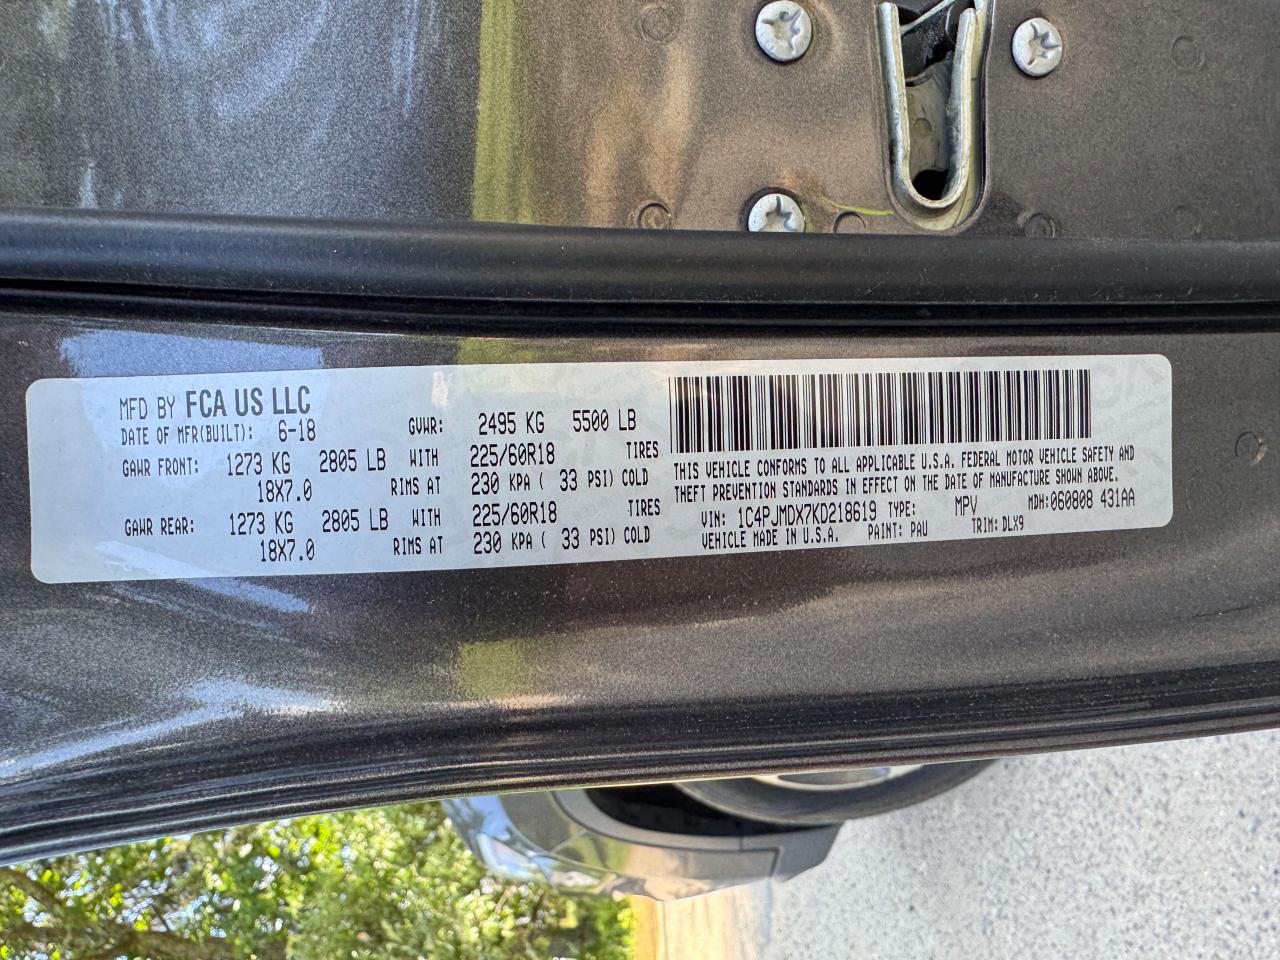 MFD BY FCA US LLC
DATE OF MFR(BUILT): 6-18 GVWR: 2495 KG 5500 LB
GAWR FRONT: 1273 KG 2805 LB WITH 225/60R18 TIRES
18X7.0 RIMS AT 230 KPA ( 33 PSI) COLD
GAWR REAR: 1273 KG 2805 LB WITH 225/60R18 TIRES
18X7.0 RIMS AT 230 KPA ( 33 PSI) COLD
THIS VEHICLE CONFORMS TO ALL APPLICABLE U.S.A. FEDERAL MOTOR VEHICLE SAFETY AND
THEFT PREVENTION STANDARDS IN EFFECT ON THE DATE OF MANUFACTURE SHOWN ABOVE.
VIN: 1C4PJMDX7KD218619 TYPE: MPV MDH:060808 431AA
VEHICLE MADE IN U.S.A. PAINT: PAU TRIM: DLX9